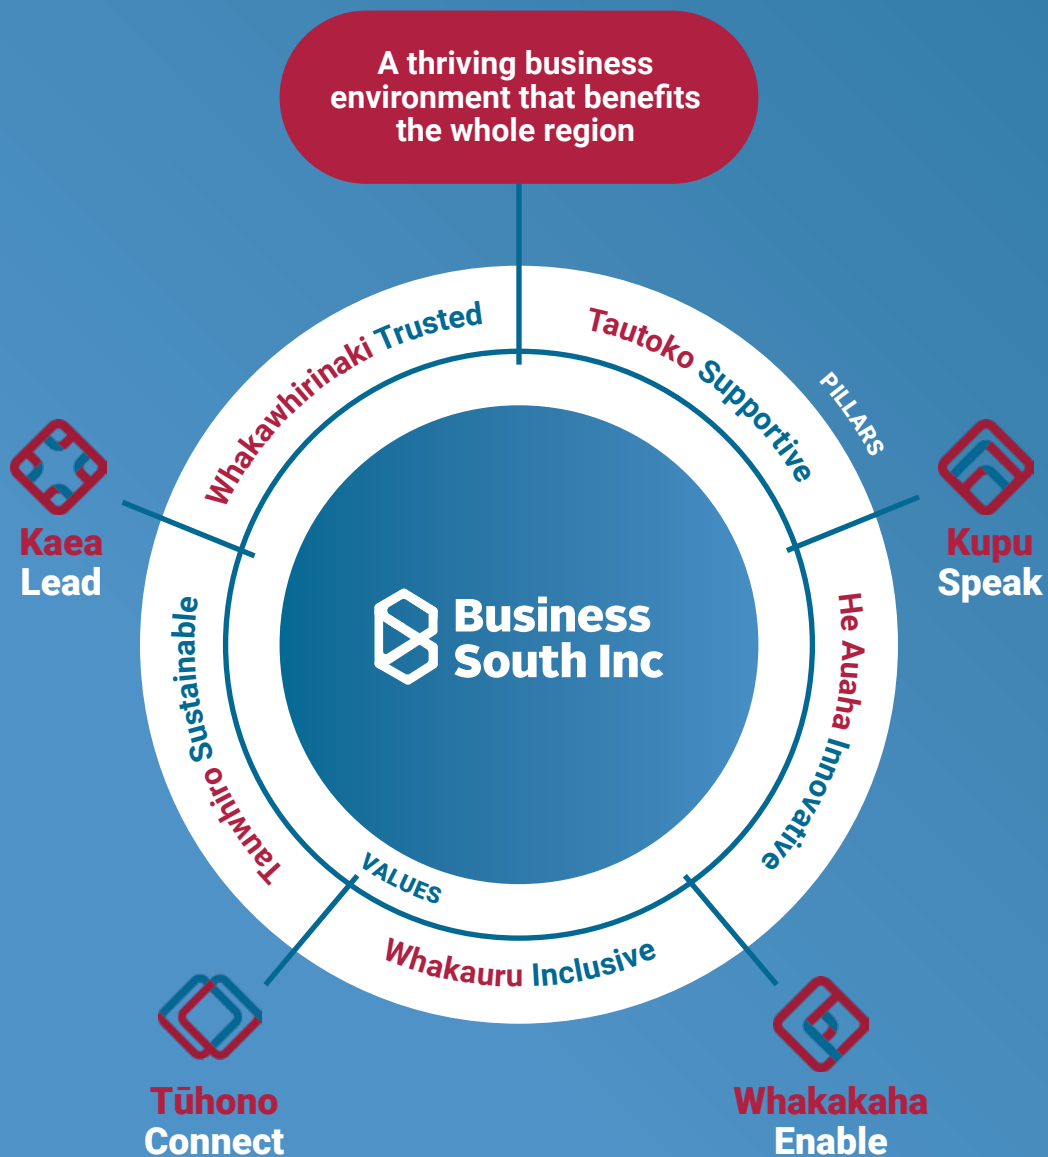 A thriving business
environment that benefits
the whole region
Whakawhirinaki Trusted
Tautoko Supportive
PILLARS
Kaea
Lead
Kupu
Speak
Business
South Inc
Tauwhiro Sustainable
He Auaha Innovative
VALUES
Whakauru Inclusive
Tūhono
Connect
Whakakaha
Enable